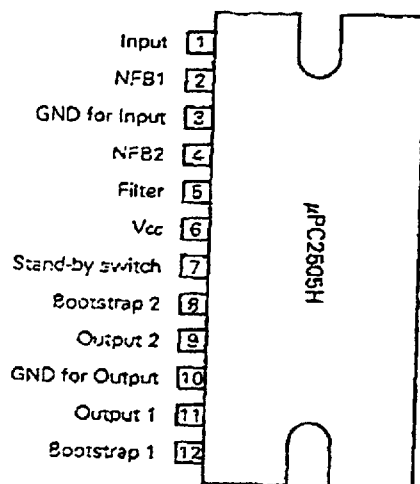 Input 1
NFB1 2
GND for Input 3
NFB2 4
Filter 5
Vcc 6
Stand-by switch 7
Bootstrap 2 8
Output 2 9
GND for Output 10
Output 1 11
Bootstrap 1 12
µPC2505H